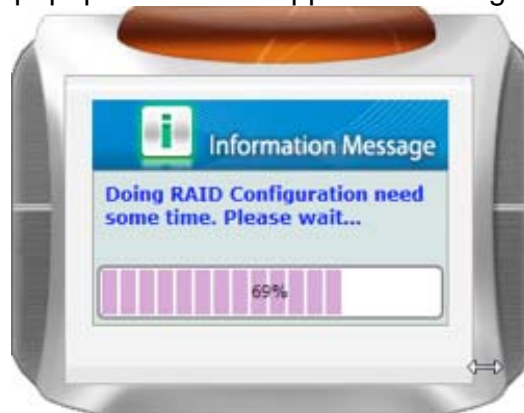 Information Message
Doing RAID Configuration need
some time. Please wait...
69%